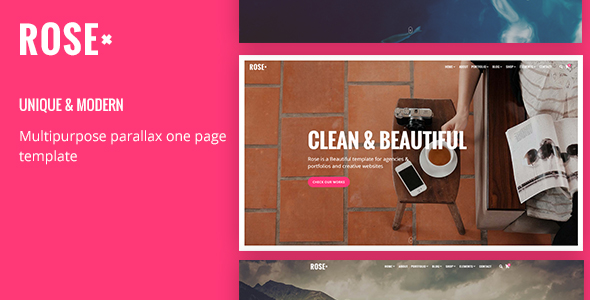 ROSE×
UNIQUE & MODERN
Multipurpose parallax one page
template
ROSE×
HOME ABOUT PORTFOLIO BLOG SHOP ELEMENTS CONTACT
CLEAN & BEAUTIFUL
Rose is a Beautiful template for agencies &
portfolios and creative websites
CHECK OUR WORKS
ROSE×
HOME ABOUT PORTFOLIO BLOG SHOP ELEMENTS CONTACT